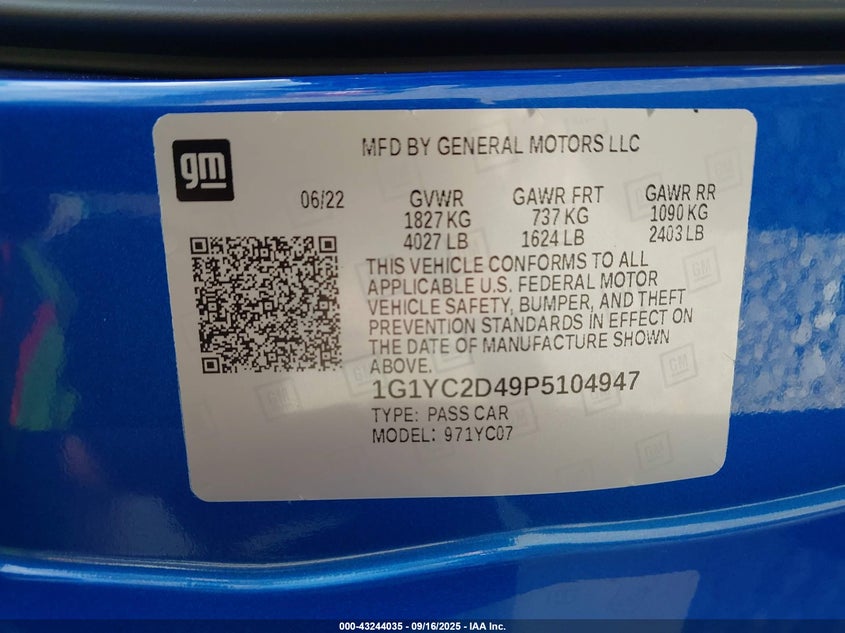 gm
MFD BY GENERAL MOTORS LLC
06/22 GVWR GAWR FRT GAWR RR
1827 KG 737 KG 1090 KG
4027 LB 1624 LB 2403 LB
THIS VEHICLE CONFORMS TO ALL
APPLICABLE U.S. FEDERAL MOTOR
VEHICLE SAFETY, BUMPER, AND THEFT
PREVENTION STANDARDS IN EFFECT ON
THE DATE OF MANUFACTURE SHOWN
ABOVE.
1G1YC2D49P5104947
TYPE: PASS CAR
MODEL: 971YC07
000-43244035 - 09/16/2025 - IAA Inc.